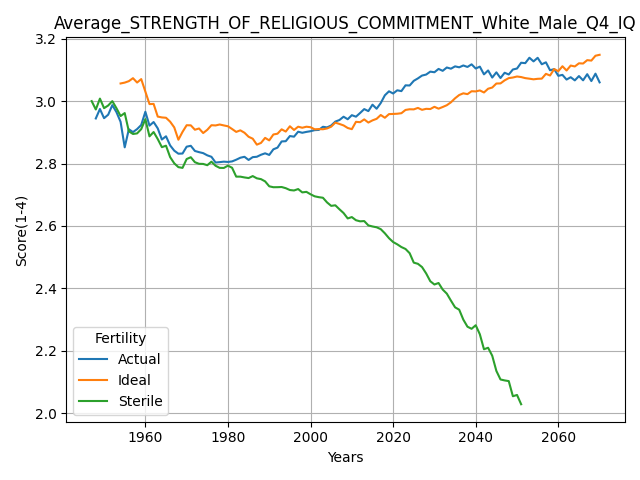 Average_STRENGTH_OF_RELIGIOUS_COMMITMENT_White_Male_Q4_IQ
3.2
3.0
2.8
2.6
2.4
2.2
2.0
Score(1-4)
Fertility
Actual
Ideal
Sterile
1960 1980 2000 2020 2040 2060
Years